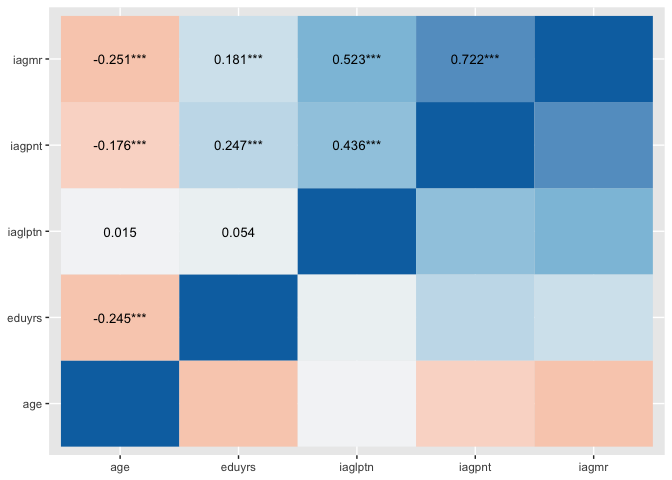 iagmr -0.251*** 0.181*** 0.523*** 0.722***
iagpnt -0.176*** 0.247*** 0.436***
iaglptn 0.015 0.054
eduyrs -0.245***
age
age eduyrs iaglptn iagpnt iagmr